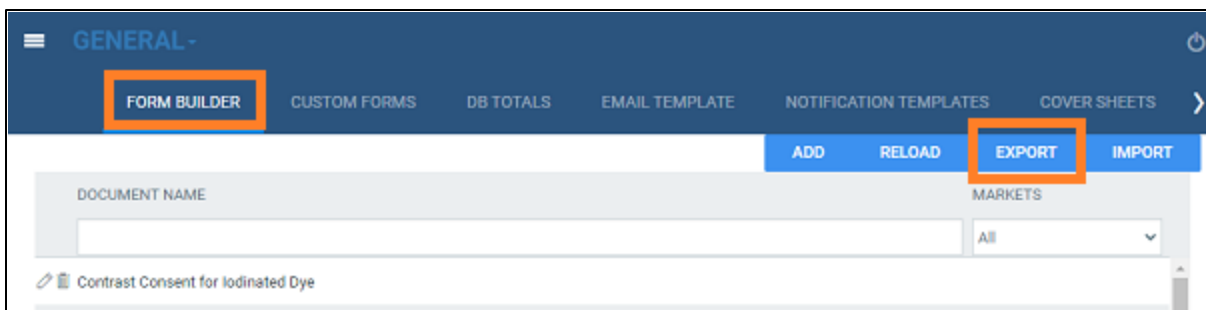 GENERAL
FORM BUILDER CUSTOM FORMS DB TOTALS EMAIL TEMPLATE NOTIFICATION TEMPLATES COVER SHEETS
ADD RELOAD EXPORT IMPORT
DOCUMENT NAME MARKETS
All
Contrast Consent for Iodinated Dye